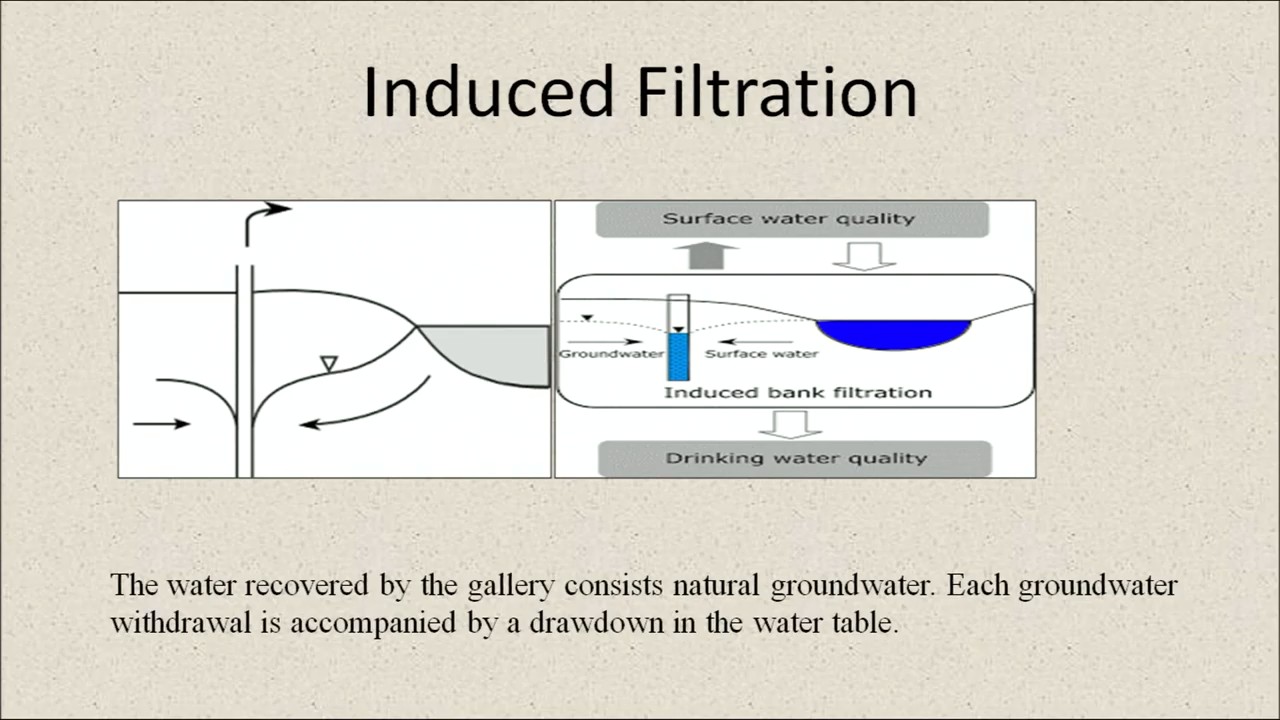 Induced Filtration
Surface water quality
Groundwater
Surface water
Induced bank filtration
Drinking water quality
The water recovered by the gallery consists natural groundwater. Each groundwater
withdrawal is accompanied by a drawdown in the water table.